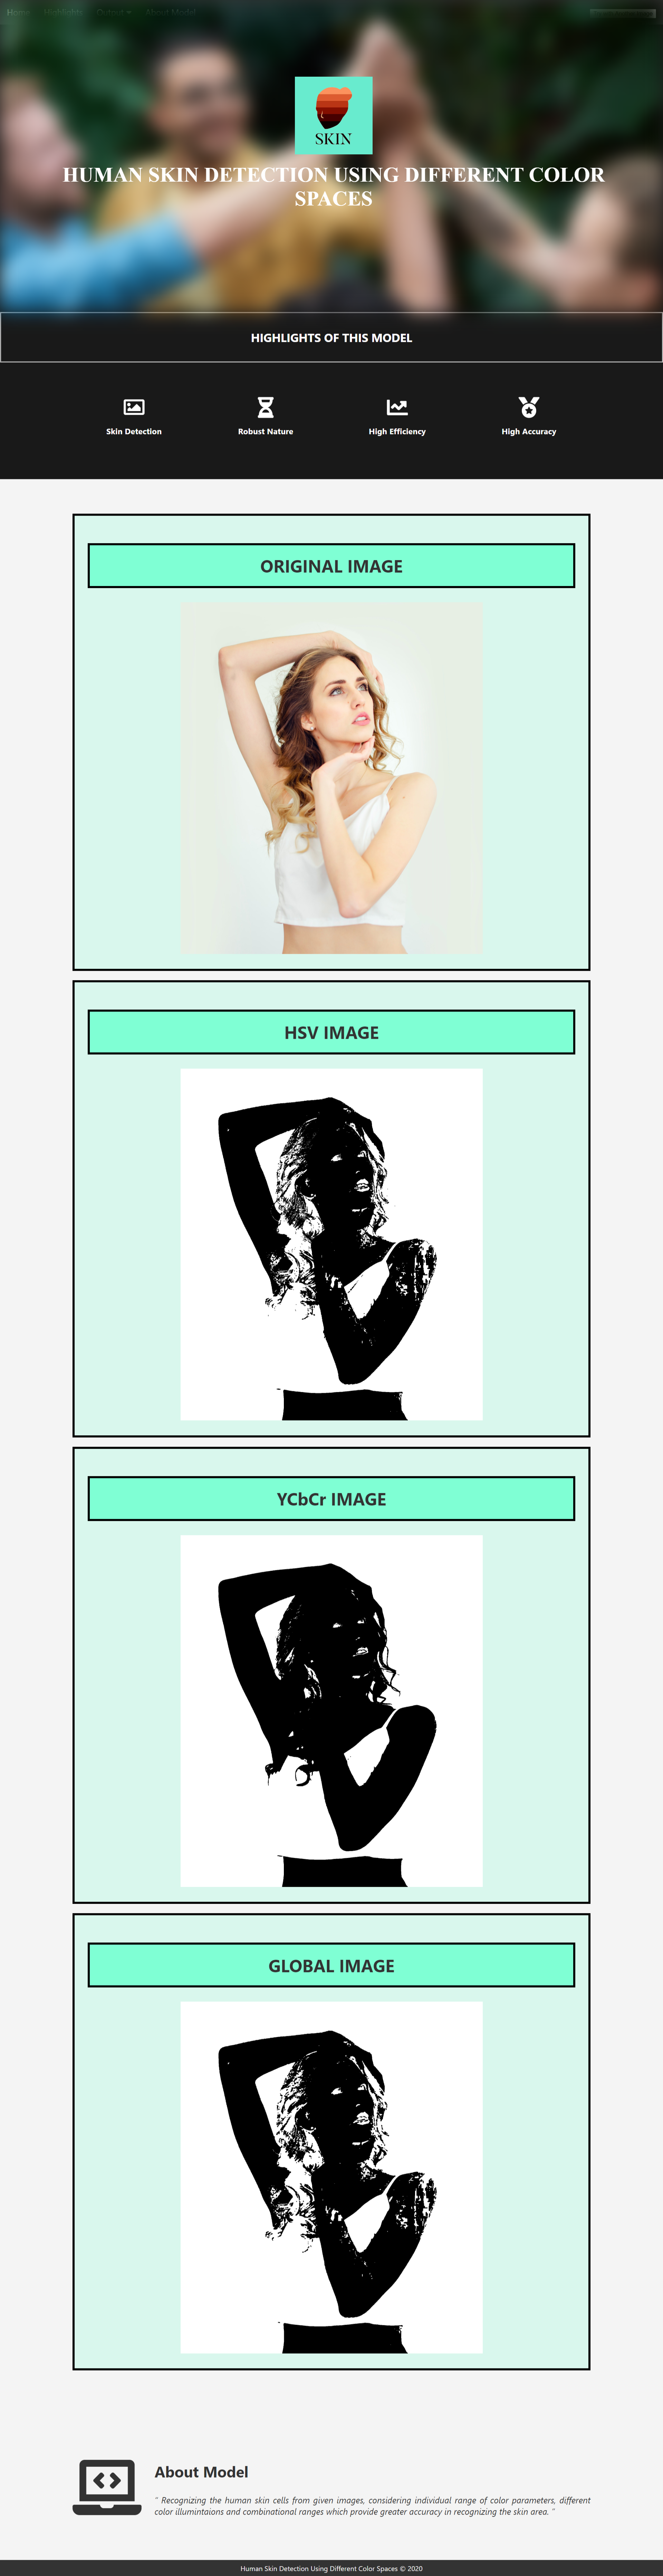 Home Highlights Output About Model
SKIN
HUMAN SKIN DETECTION USING DIFFERENT COLOR
SPACES
HIGHLIGHTS OF THIS MODEL
Skin Detection Robust Nature High Efficiency High Accuracy
ORIGINAL IMAGE
HSV IMAGE
YCbCr IMAGE
GLOBAL IMAGE
About Model
" Recognizing the human skin cells from given images, considering individual range of color parameters, different
color illumintaions and combinational ranges which provide greater accuracy in recognizing the skin area. "
Human Skin Detection Using Different Color Spaces © 2020